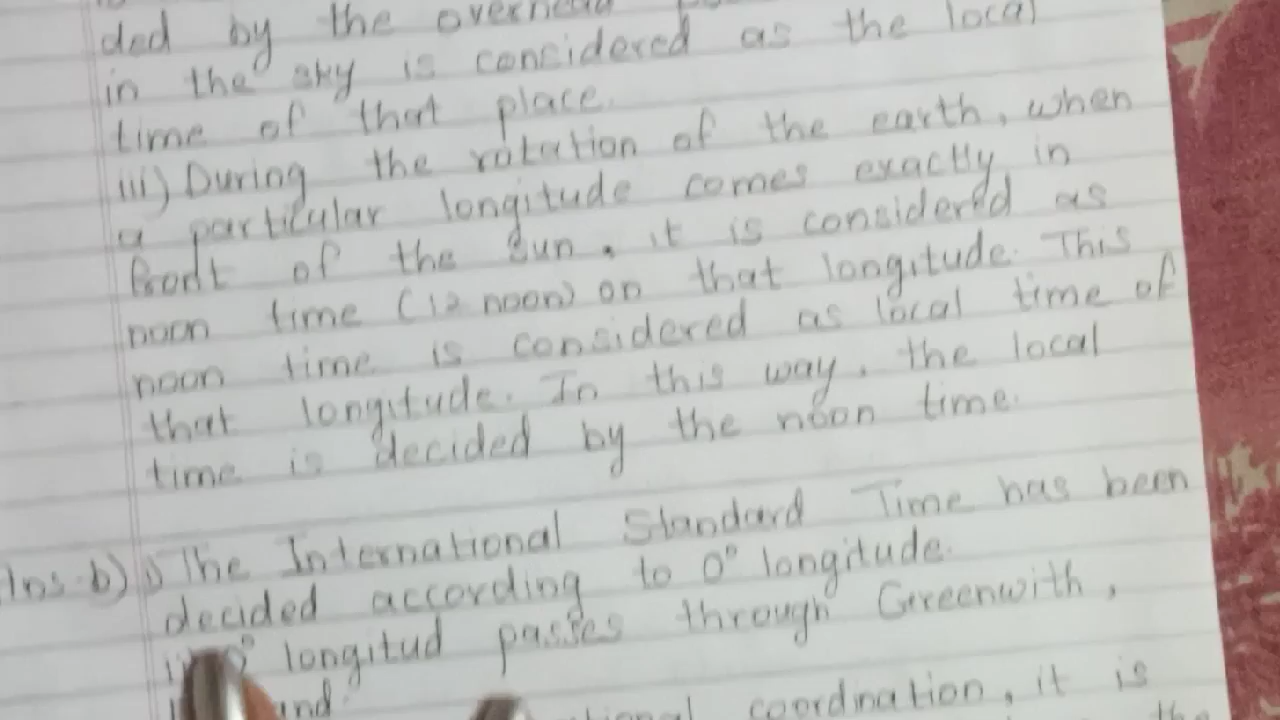 ded by the overhead
in the sky is considered as the local
time of that place.
iii) During the rotation of the earth, when
a particular longitude comes exactly in
front of the sun, it is considered as
noon time (12 noon) on that longitude. This
noon time is considered as local time of
that longitude. In this way, the local
time is decided by the noon time.
Ans. b) i) The International Standard Time has been
decided according to 0° longitude.
0° longitud passes through Greenwith,
coordination, it is
the